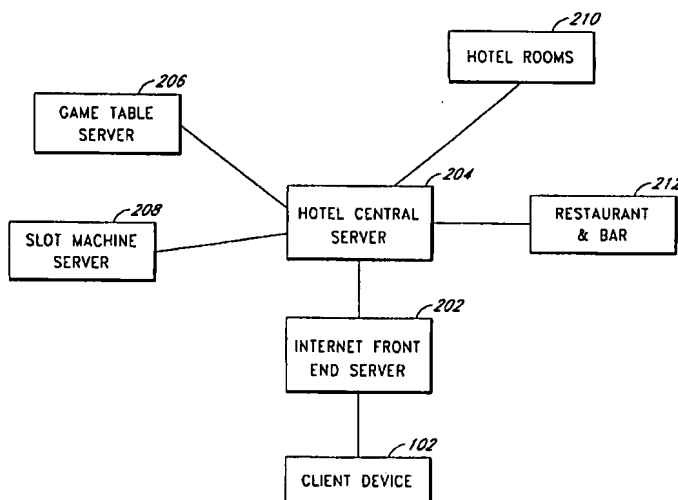 210
HOTEL ROOMS
206
GAME TABLE
SERVER
204
HOTEL CENTRAL
SERVER
212
RESTAURANT
& BAR
208
SLOT MACHINE
SERVER
202
INTERNET FRONT
END SERVER
102
CLIENT DEVICE